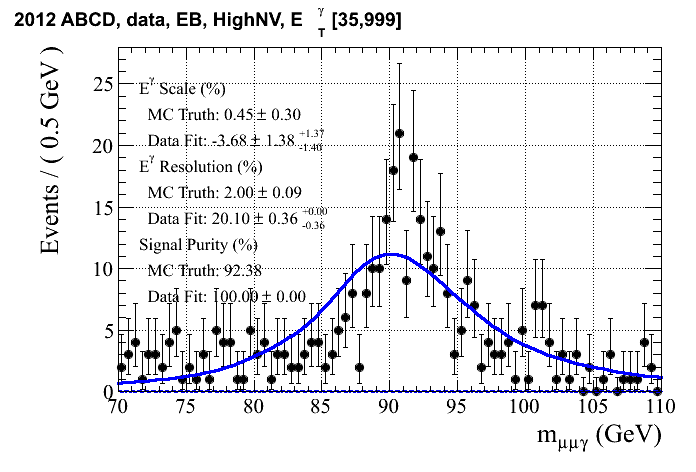 2012 ABCD, data, EB, HighNV, E_T^γ [35,999]
E^γ Scale (%)
MC Truth: 0.45 ± 0.30
Data Fit: -3.68 ± 1.38 +1.37 -1.40
E^γ Resolution (%)
MC Truth: 2.00 ± 0.09
Data Fit: 20.10 ± 0.36 +0.00 -0.36
Signal Purity (%)
MC Truth: 92.38
Data Fit: 100.00 ± 0.00
Events / ( 0.5 GeV )
25
20
15
10
5
0
70 75 80 85 90 95 100 105 110
m_μμγ (GeV)